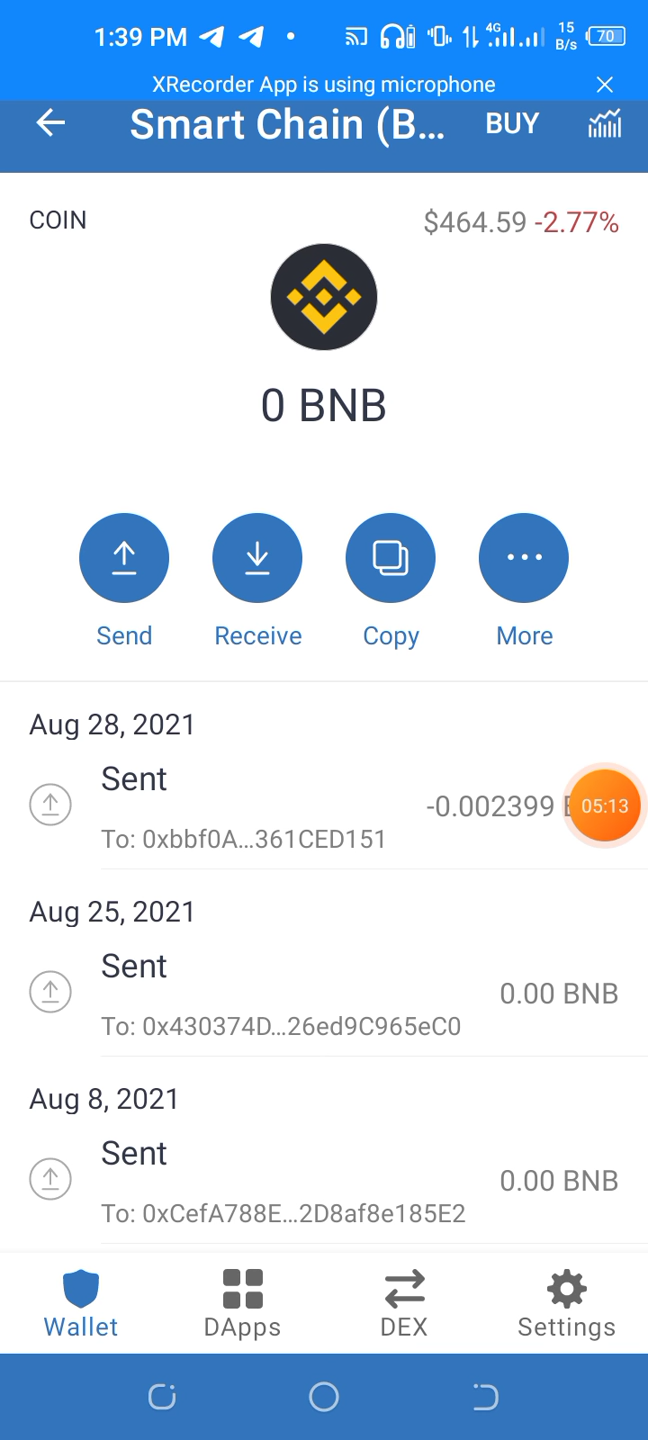 1:39 PM 4G 15 B/s 70
XRecorder App is using microphone
Smart Chain (B... BUY
COIN $464.59 -2.77%
0 BNB
Send Receive Copy More
Aug 28, 2021
Sent
-0.002399
05:13
To: 0xbbf0A...361CED151
Aug 25, 2021
Sent
0.00 BNB
To: 0x430374D...26ed9C965eC0
Aug 8, 2021
Sent
0.00 BNB
To: 0xCefA788E...2D8af8e185E2
Wallet DApps DEX Settings